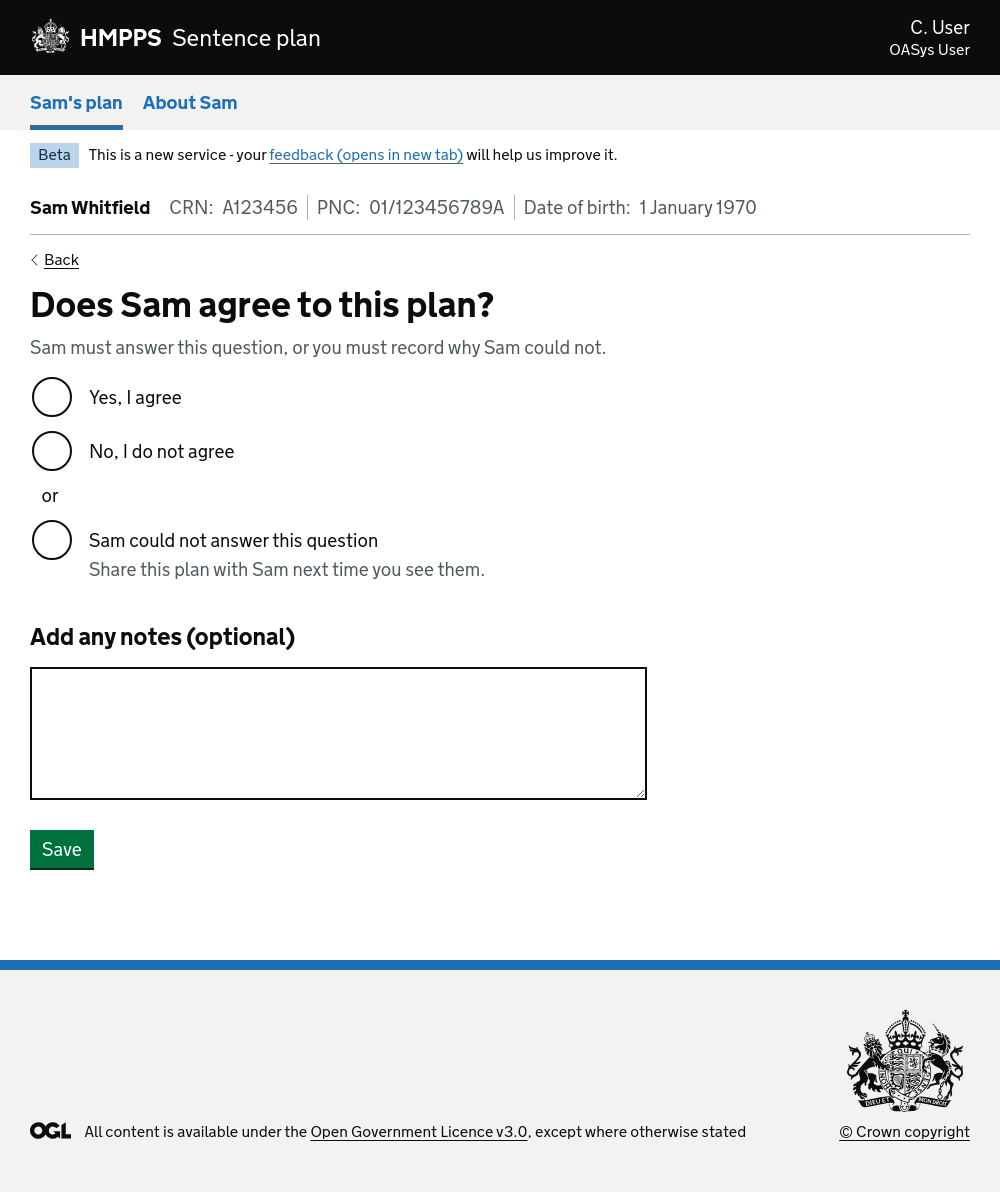 HMPPS Sentence plan
C. User
OASys User
Sam's plan About Sam
Beta This is a new service - your feedback (opens in new tab) will help us improve it.
Sam Whitfield CRN: A123456 PNC: 01/123456789A Date of birth: 1 January 1970
Back
Does Sam agree to this plan?
Sam must answer this question, or you must record why Sam could not.
Yes, I agree
No, I do not agree
or
Sam could not answer this question
Share this plan with Sam next time you see them.
Add any notes (optional)
Save
DIEU ET MON DROIT
OGL All content is available under the Open Government Licence v3.0, except where otherwise stated
© Crown copyright